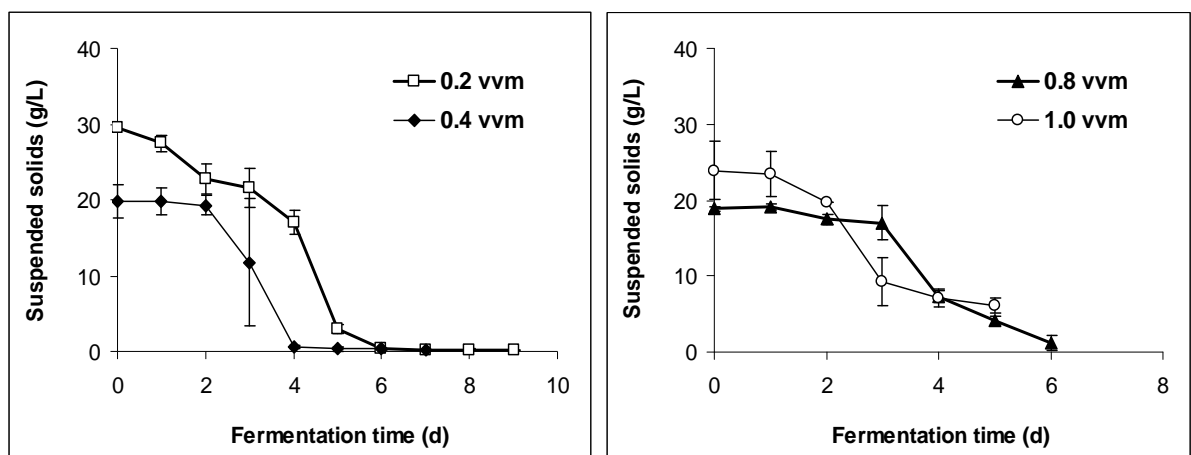 Suspended solids (g/L)
40
30
20
10
0
0.2 vvm
0.4 vvm
0 2 4 6 8 10
Fermentation time (d)
Suspended solids (g/L)
40
30
20
10
0
0.8 vvm
1.0 vvm
0 2 4 6 8
Fermentation time (d)